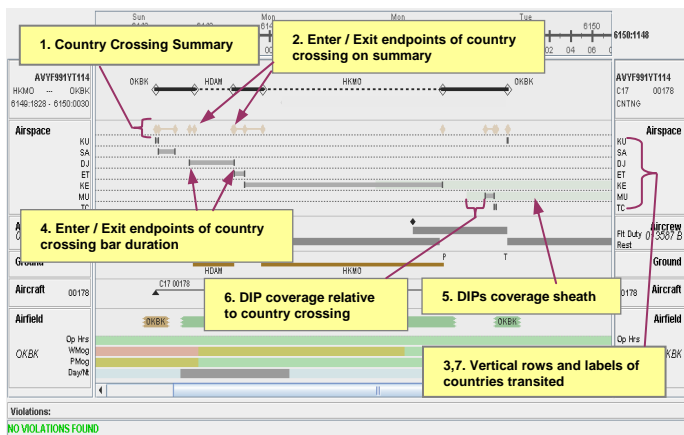 Sun
Mon
Mon
Tue
6150
6150:1148
02 04 06
1. Country Crossing Summary
2. Enter / Exit endpoints of country
crossing on summary
AVYF991YT114
HKMO --- OKBK
6149:1828 - 6150:0030
OKBK
HDAM
HKMO
OKBK
AVYF991YT114
C17 00178
CNTNG
Airspace
KU
SA
DJ
ET
KE
MU
TC
KU
SA
DJ
ET
KE
MU
TC
Airspace
4. Enter / Exit endpoints of country
crossing bar duration
Aircrew
Flt Duty
Rest
P
T
Ground
HDAM
HKMO
Ground
6. DIP coverage relative
to country crossing
5. DIPs coverage sheath
Aircraft
00178
C17 00178
00178
Aircraft
3,7. Vertical rows and labels of
countries transited
Airfield
OKBK
OKBK
Airfield
Op Hrs
WMog
PMog
Day/Nt
OKBK
Op Hrs
Violations:
NO VIOLATIONS FOUND